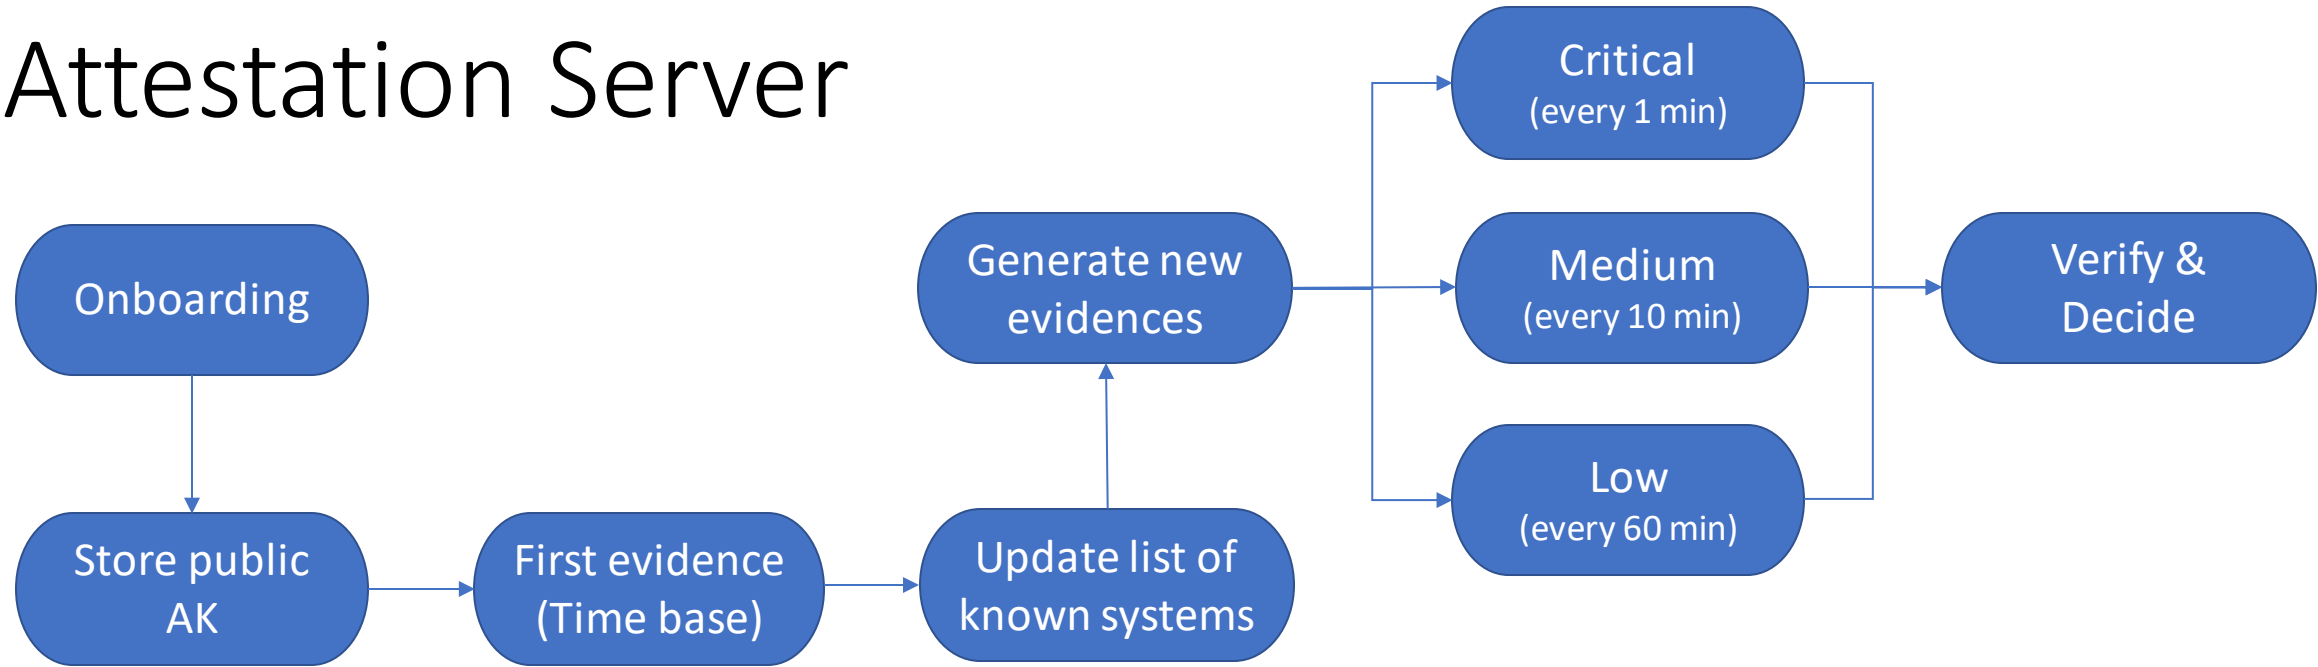 Attestation Server
Onboarding
Store public
AK
First evidence
(Time base)
Update list of
known systems
Generate new
evidences
Critical
(every 1 min)
Medium
(every 10 min)
Low
(every 60 min)
Verify &
Decide